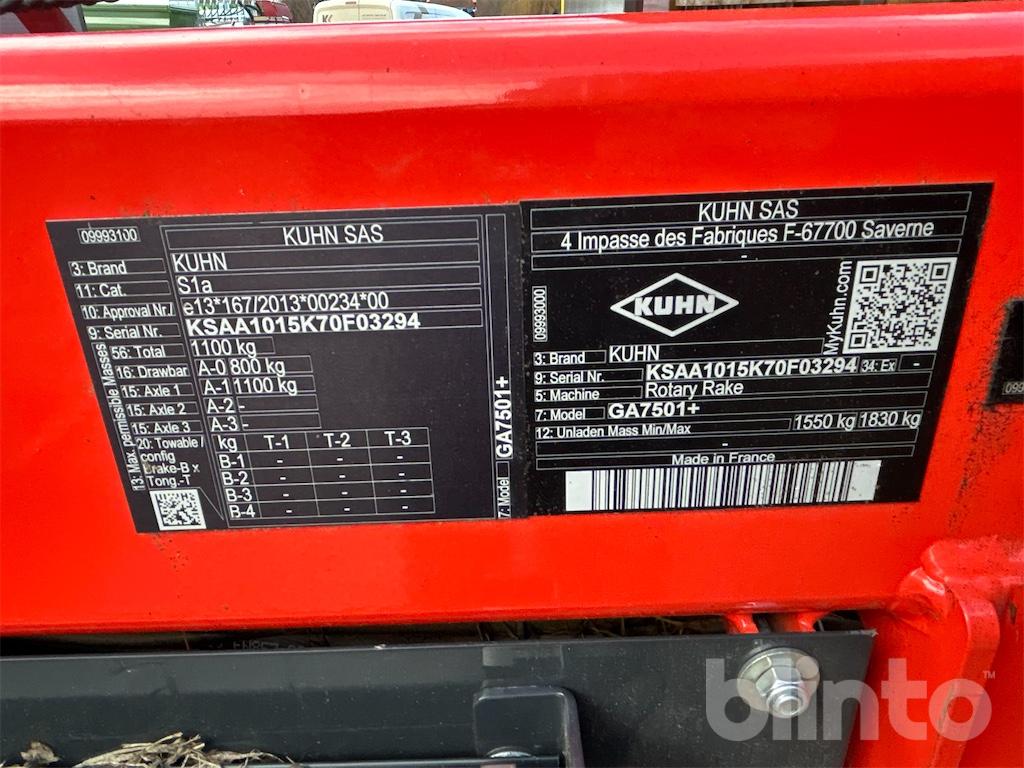 09993100
KUHN SAS
3: Brand KUHN
11: Cat. S1a
10: Approval Nr. e13*167/2013*00234*00
9: Serial Nr. KSAA1015K70F03294
13: Max. permissible Masses
56: Total 1100 kg
16: Drawbar A-0 800 kg
15: Axle 1 A-1 1100 kg
15: Axle 2 A-2 -
15: Axle 3 A-3 -
20: Towable / config Brake-B x Tong.-T
kg T-1 T-2 T-3
B-1 - - -
B-2 - - -
B-3 - - -
B-4 - - -
7: Model GA7501+
KUHN SAS
4 Impasse des Fabriques F-67700 Saverne
-
09993000
KUHN
MyKuhn.com
3: Brand KUHN
9: Serial Nr. KSAA1015K70F03294 34: Ex -
5: Machine Rotary Rake
7: Model GA7501+
12: Unladen Mass Min/Max 1550 kg 1830 kg
-
Made in France
blinto™